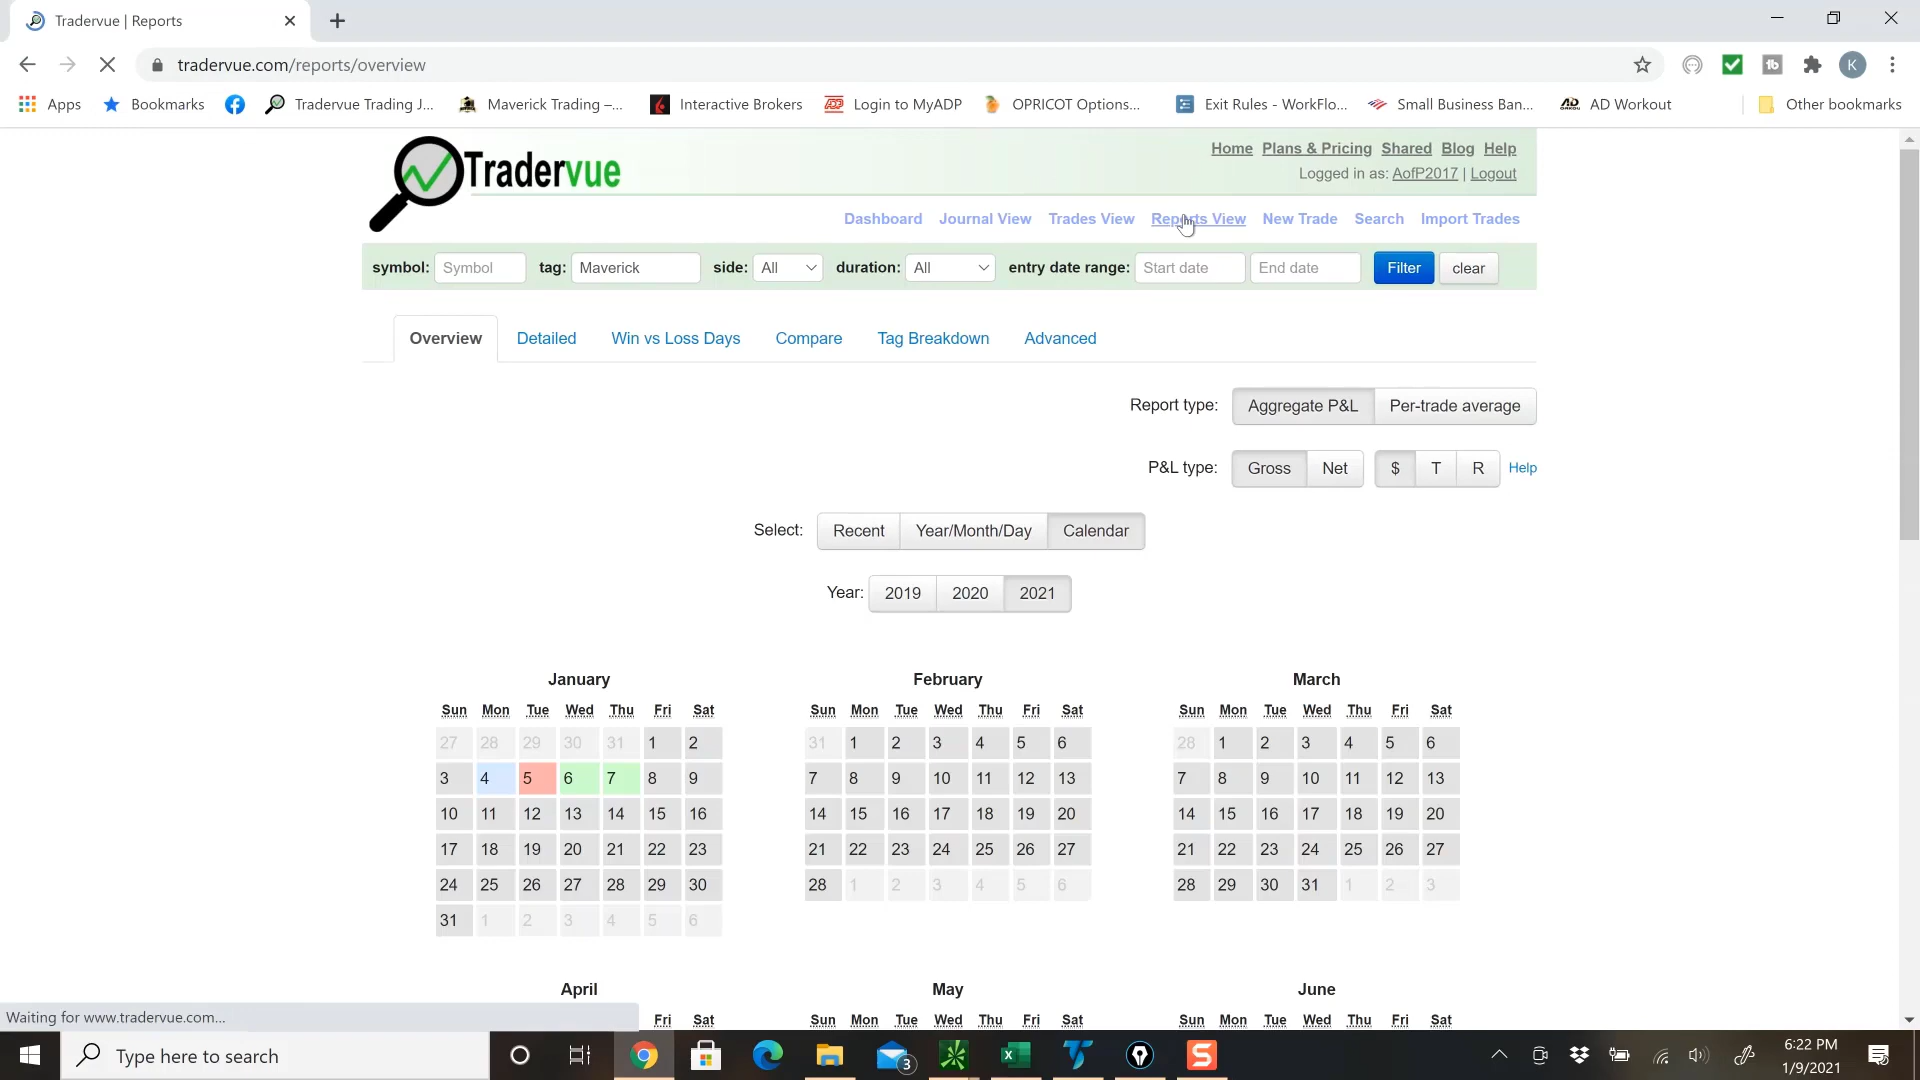 Tradervue | Reports
tradervue.com/reports/overview
K
Apps Bookmarks Tradervue Trading J... Maverick Trading –... Interactive Brokers Login to MyADP OPRICOT Options... Exit Rules - WorkFlo... Small Business Ban... AD Workout Other bookmarks
Tradervue
Home Plans & Pricing Shared Blog Help
Logged in as: AofP2017 | Logout
Dashboard Journal View Trades View Reports View New Trade Search Import Trades
symbol: Symbol tag: Maverick side: All duration: All entry date range: Start date End date Filter clear
Overview Detailed Win vs Loss Days Compare Tag Breakdown Advanced
Report type: Aggregate P&L Per-trade average
P&L type: Gross Net $ T R Help
Select: Recent Year/Month/Day Calendar
Year: 2019 2020 2021
January February March
Sun Mon Tue Wed Thu Fri Sat Sun Mon Tue Wed Thu Fri Sat Sun Mon Tue Wed Thu Fri Sat
27 28 29 30 31 1 2 31 1 2 3 4 5 6 28 1 2 3 4 5 6
3 4 5 6 7 8 9 7 8 9 10 11 12 13 7 8 9 10 11 12 13
10 11 12 13 14 15 16 14 15 16 17 18 19 20 14 15 16 17 18 19 20
17 18 19 20 21 22 23 21 22 23 24 25 26 27 21 22 23 24 25 26 27
24 25 26 27 28 29 30 28 1 2 3 4 5 6 28 29 30 31 1 2 3
31 1 2 3 4 5 6
April May June
Fri Sat Sun Mon Tue Wed Thu Fri Sat Sun Mon Tue Wed Thu Fri Sat
Waiting for www.tradervue.com...
Type here to search
3
6:22 PM
1/9/2021